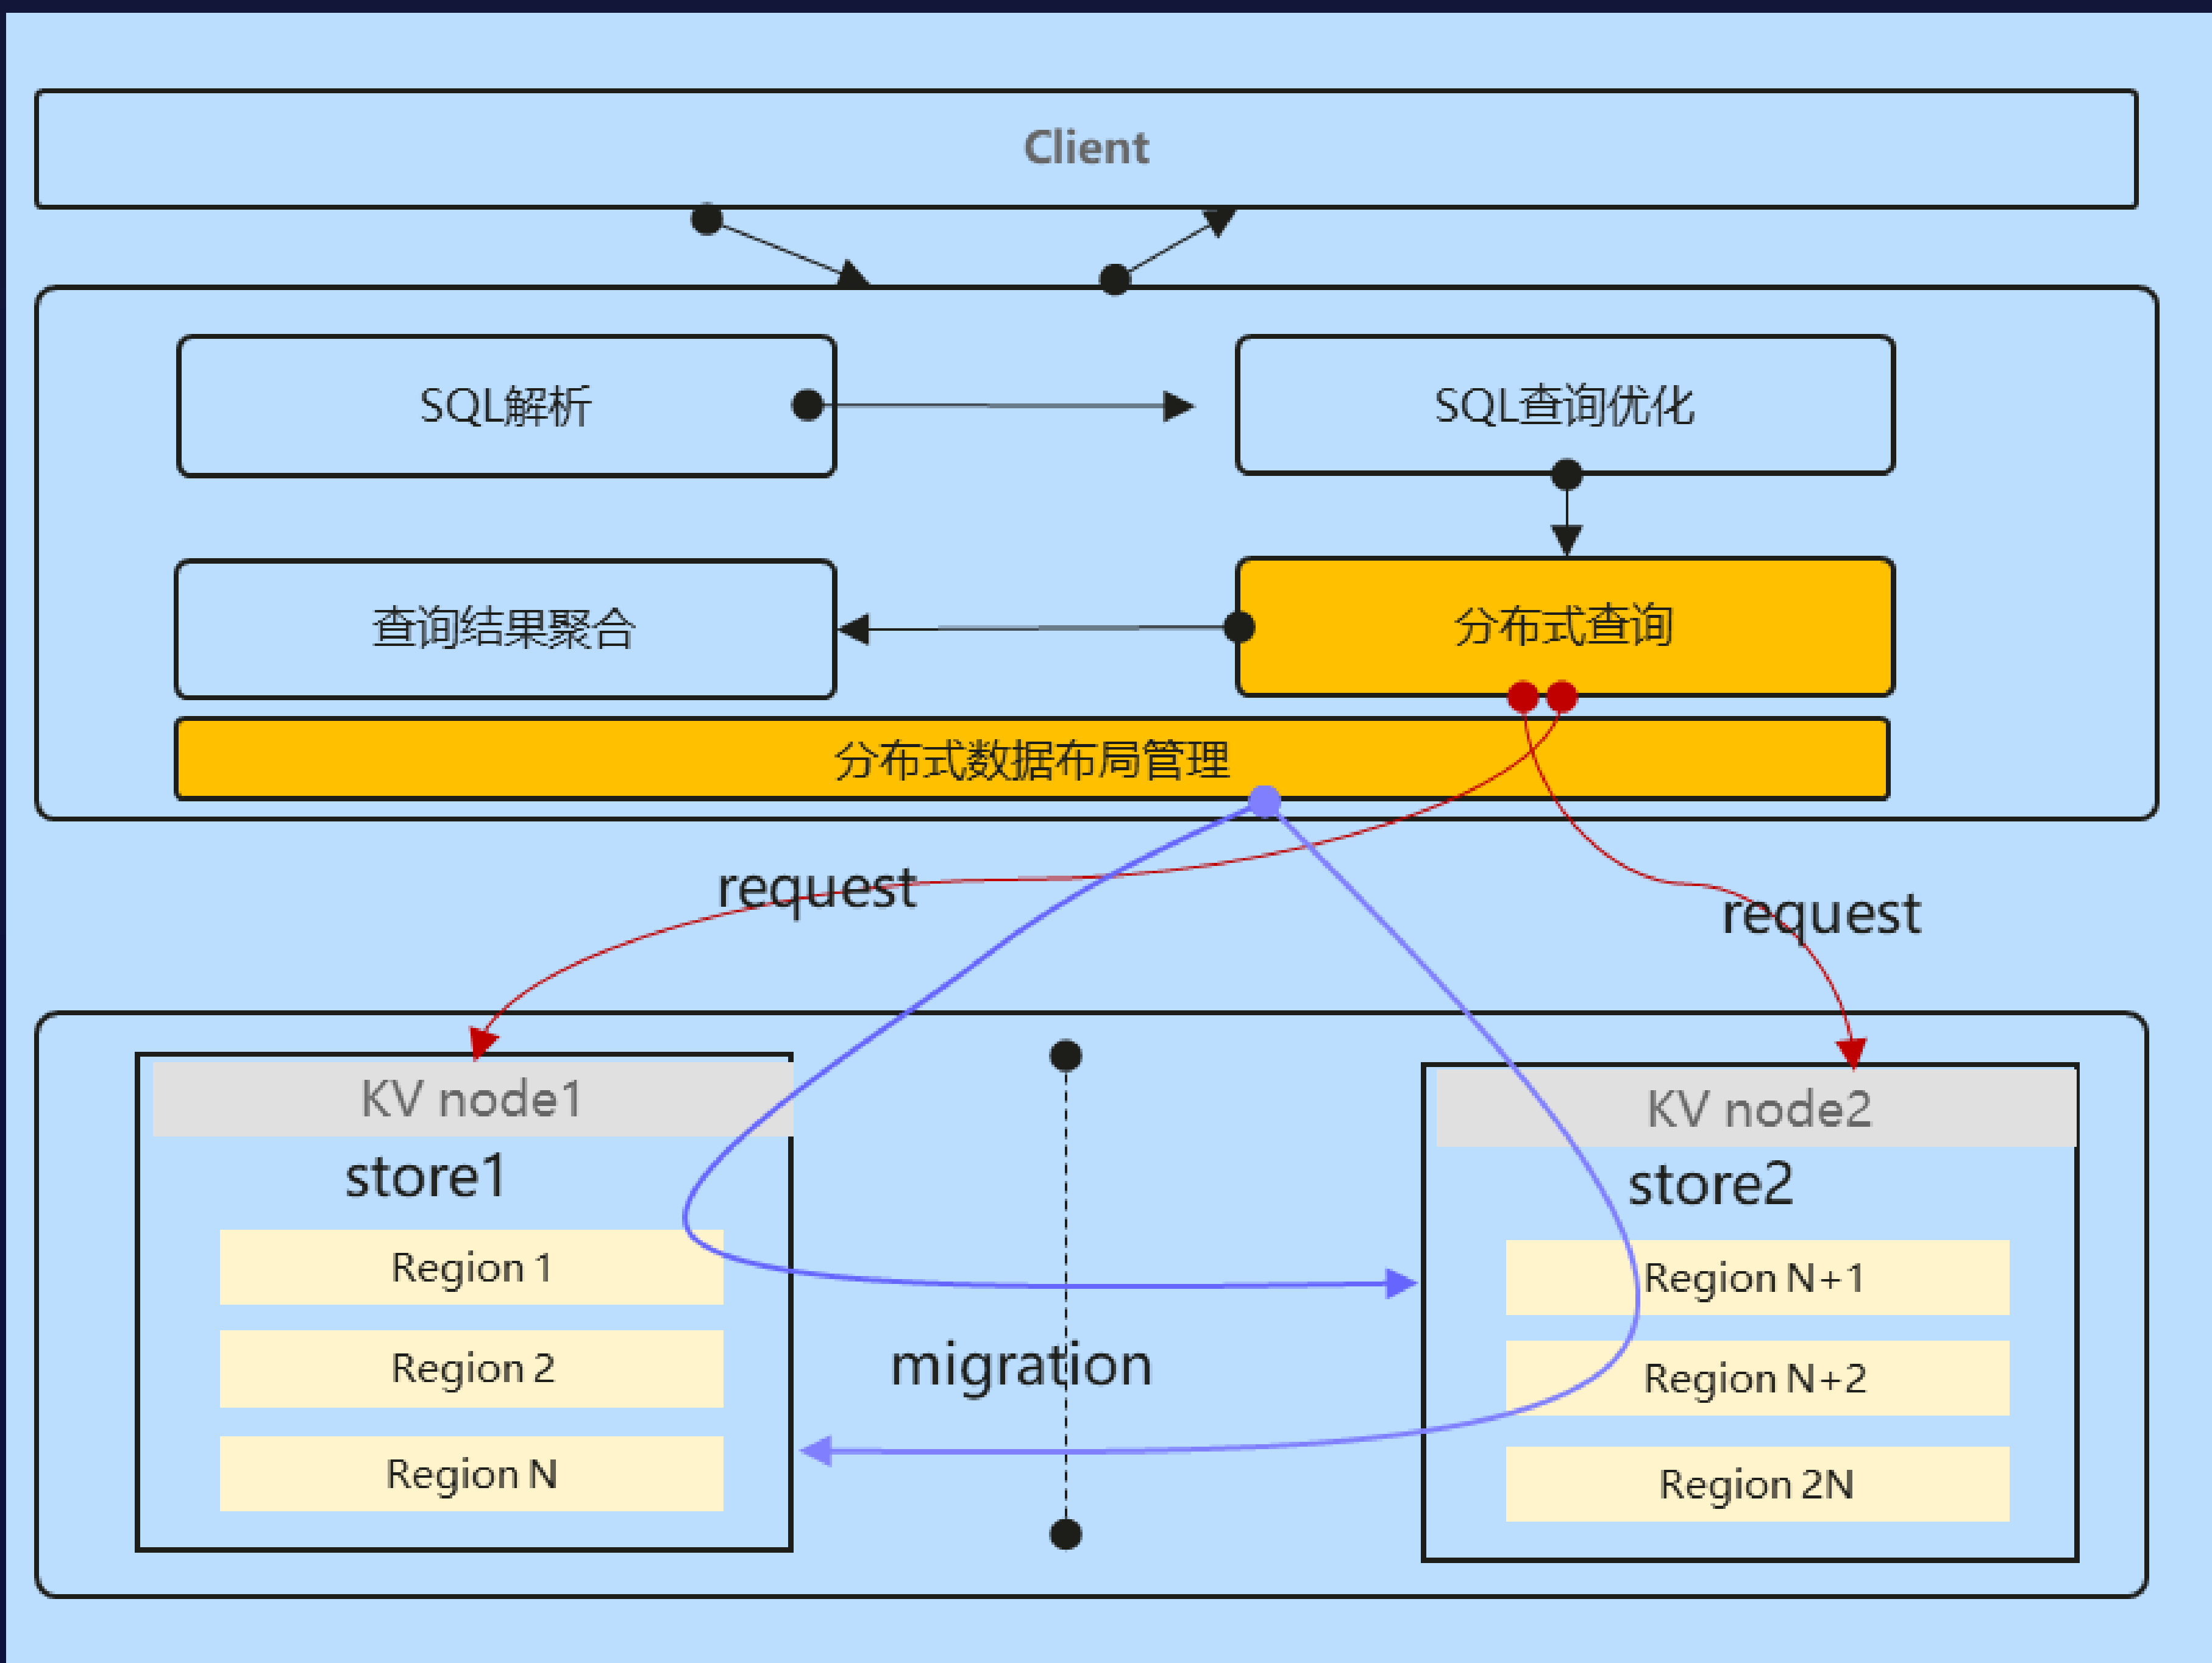 Client
SQL解析
SQL查询优化
查询结果聚合
分布式查询
分布式数据布局管理
request
request
KV node1
store1
Region 1
Region 2
Region N
migration
KV node2
store2
Region N+1
Region N+2
Region 2N